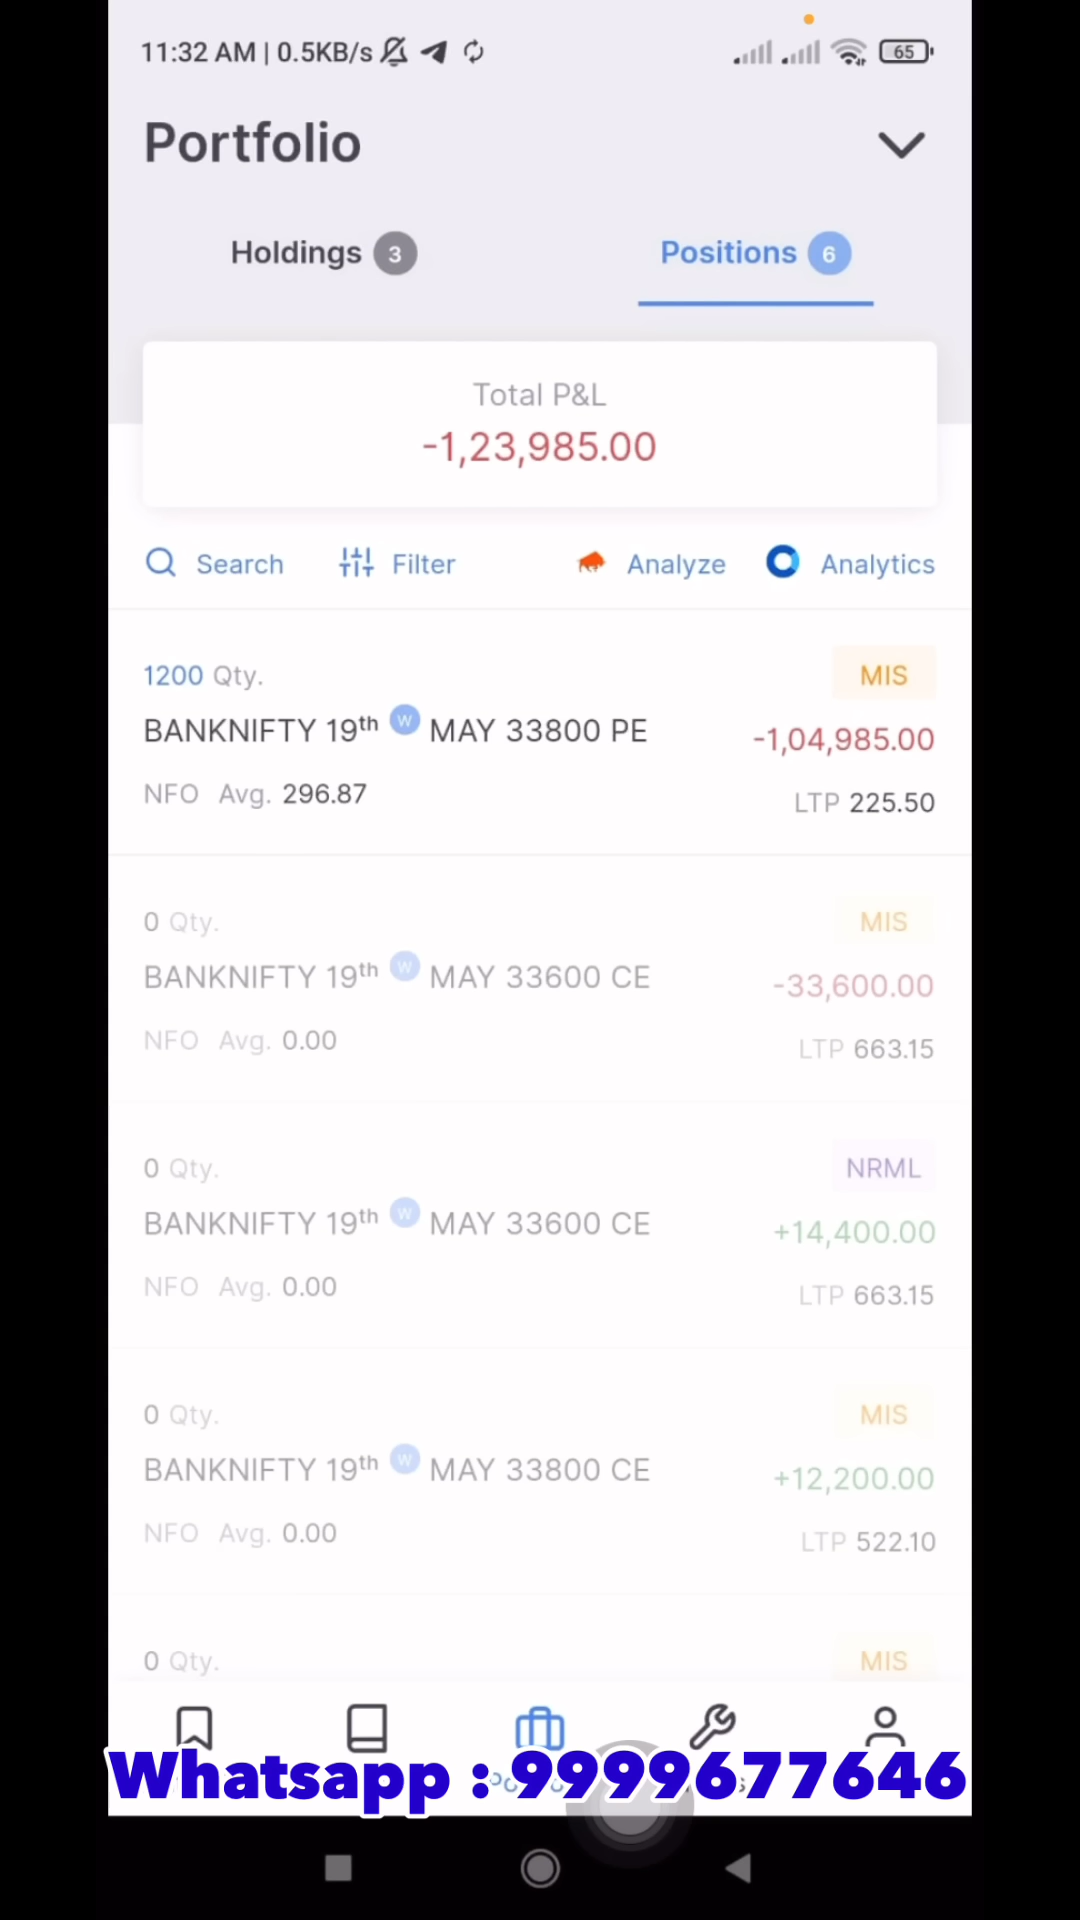 11:32 AM | 0.5KB/s
65
Portfolio
Holdings 3
Positions 6
Total P&L
-1,23,985.00
Search
Filter
Analyze
Analytics
1200 Qty.
MIS
BANKNIFTY 19th W MAY 33800 PE
-1,04,985.00
NFO Avg. 296.87
LTP 225.50
0 Qty.
MIS
BANKNIFTY 19th W MAY 33600 CE
-33,600.00
NFO Avg. 0.00
LTP 663.15
0 Qty.
NRML
BANKNIFTY 19th W MAY 33600 CE
+14,400.00
NFO Avg. 0.00
LTP 663.15
0 Qty.
MIS
BANKNIFTY 19th W MAY 33800 CE
+12,200.00
NFO Avg. 0.00
LTP 522.10
0 Qty.
MIS
Whatsapp : 9999677646